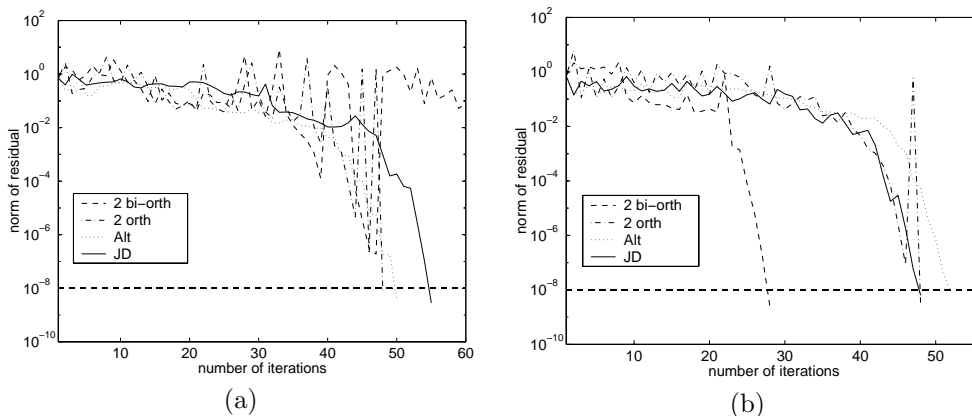 10^2
10^0
10^-2
10^-4
10^-6
10^-8
10^-10
norm of residual
2 bi-orth
2 orth
Alt
JD
10 20 30 40 50 60
number of iterations
(a)
10^2
10^0
10^-2
10^-4
10^-6
10^-8
10^-10
norm of residual
2 bi-orth
2 orth
Alt
JD
10 20 30 40 50
number of iterations
(b)